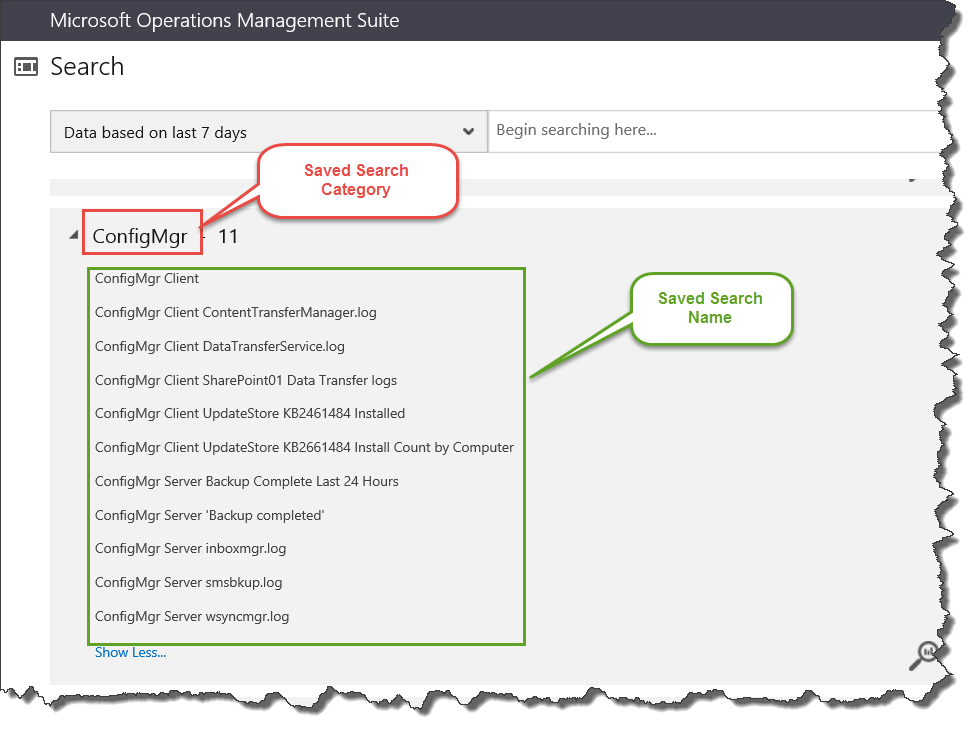 Microsoft Operations Management Suite
Search
Data based on last 7 days
Begin searching here...
Saved Search
Category
ConfigMgr - 11
ConfigMgr Client
ConfigMgr Client ContentTransferManager.log
ConfigMgr Client DataTransferService.log
ConfigMgr Client SharePoint01 Data Transfer logs
ConfigMgr Client UpdateStore KB2461484 Installed
ConfigMgr Client UpdateStore KB2661484 Install Count by Computer
ConfigMgr Server Backup Complete Last 24 Hours
ConfigMgr Server 'Backup completed'
ConfigMgr Server inboxmgr.log
ConfigMgr Server smsbkup.log
ConfigMgr Server wsyncmgr.log
Show Less...
Saved Search
Name